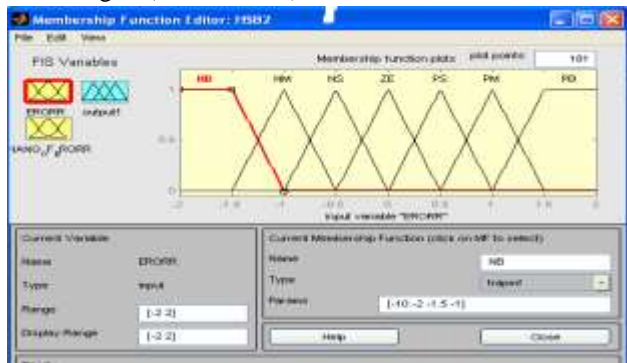 Membership Function Editor: FISB2
File Edit View
FIS Variables
Membership function plots plot points: 101
NB NM NS ZE PS PM PB
ERORR output1
1
0.5
0
-2 -1.5 -1 -0.5 0 0.5 1 1.5 2
input variable "ERORR"
Current Variable
Name ERORR
Type input
Range [-2 2]
Display Range [-2 2]
Current Membership Function (click on MF to select)
Name NB
Type trapmf
Params [-10 -2 -1.5 -1]
Help Close